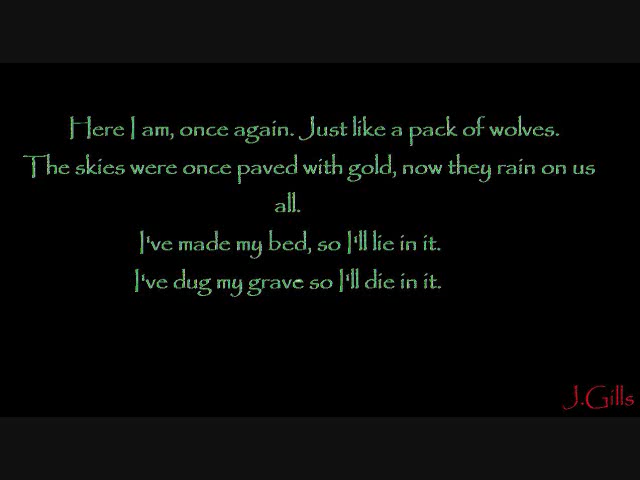 Here I am, once again. Just like a pack of wolves.
The skies were once paved with gold, now they rain on us
all.
I've made my bed, so I'll lie in it.
I've dug my grave so I'll die in it.
J.Gills